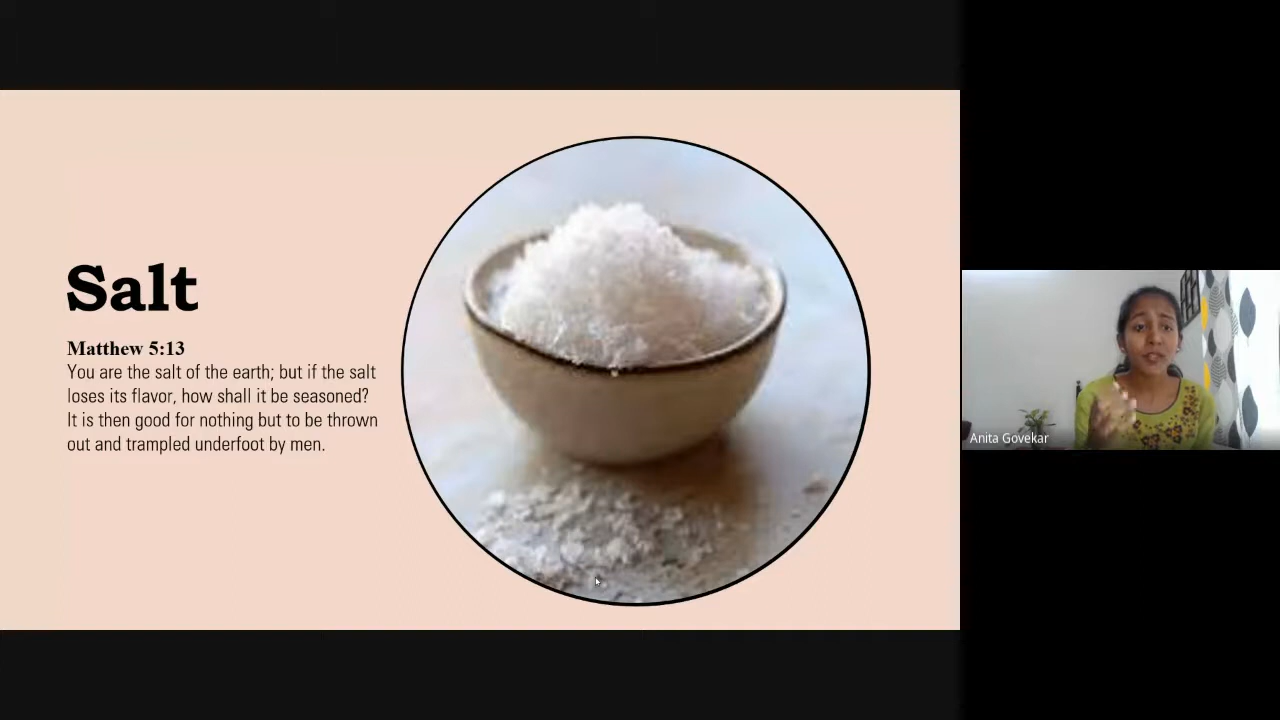 Salt
Matthew 5:13
You are the salt of the earth; but if the salt
loses its flavor, how shall it be seasoned?
It is then good for nothing but to be thrown
out and trampled underfoot by men.
Anita Govekar